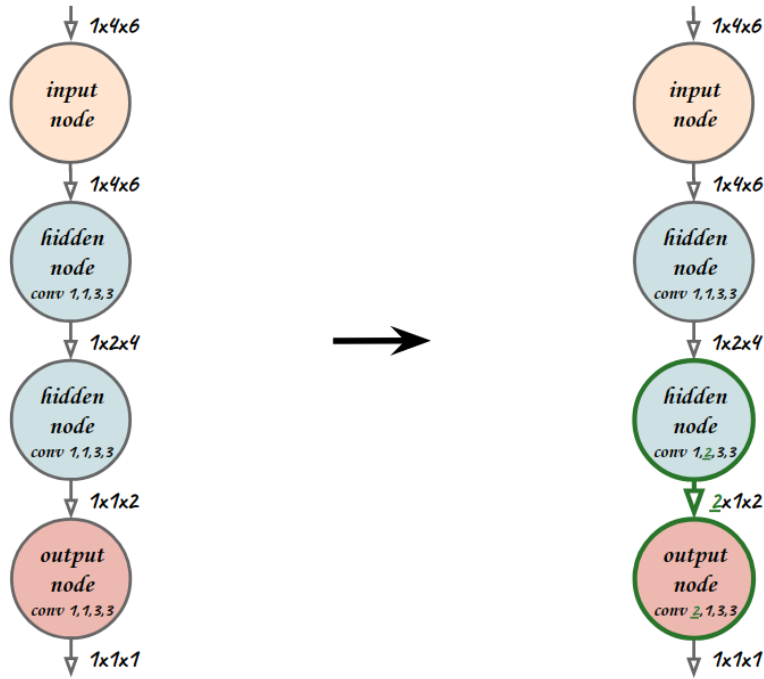 1x4x6
input
node
1x4x6
hidden
node
conv 1,1,3,3
1x2x4
hidden
node
conv 1,1,3,3
1x1x2
output
node
conv 1,1,3,3
1x1x1
1x4x6
input
node
1x4x6
hidden
node
conv 1,1,3,3
1x2x4
hidden
node
conv 1,2,3,3
2x1x2
output
node
conv 2,1,3,3
1x1x1